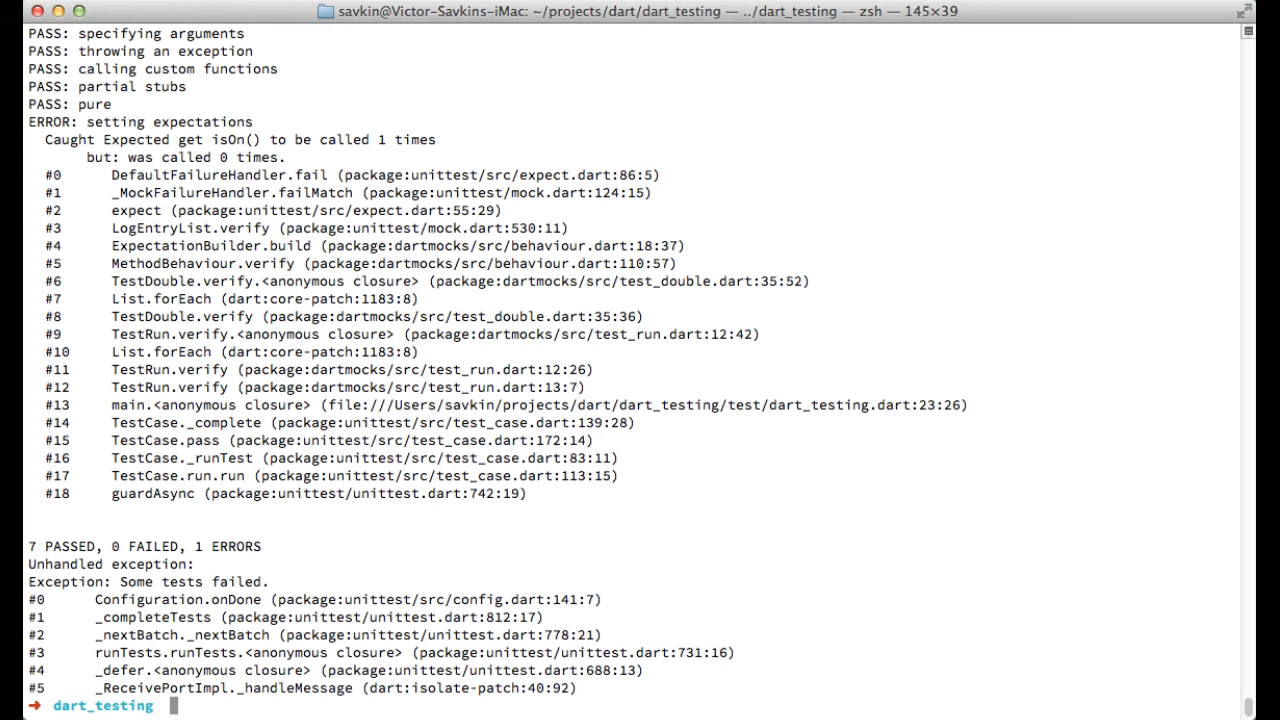 savkin@Victor-Savkins-iMac: ~/projects/dart/dart_testing — ../dart_testing — zsh — 145×39
PASS: specifying arguments
PASS: throwing an exception
PASS: calling custom functions
PASS: partial stubs
PASS: pure
ERROR: setting expectations
  Caught Expected get isOn() to be called 1 times
       but: was called 0 times.
  #0      DefaultFailureHandler.fail (package:unittest/src/expect.dart:86:5)
  #1      _MockFailureHandler.failMatch (package:unittest/mock.dart:124:15)
  #2      expect (package:unittest/src/expect.dart:55:29)
  #3      LogEntryList.verify (package:unittest/mock.dart:530:11)
  #4      ExpectationBuilder.build (package:dartmocks/src/behaviour.dart:18:37)
  #5      MethodBehaviour.verify (package:dartmocks/src/behaviour.dart:110:57)
  #6      TestDouble.verify.<anonymous closure> (package:dartmocks/src/test_double.dart:35:52)
  #7      List.forEach (dart:core-patch:1183:8)
  #8      TestDouble.verify (package:dartmocks/src/test_double.dart:35:36)
  #9      TestRun.verify.<anonymous closure> (package:dartmocks/src/test_run.dart:12:42)
  #10     List.forEach (dart:core-patch:1183:8)
  #11     TestRun.verify (package:dartmocks/src/test_run.dart:12:26)
  #12     TestRun.verify (package:dartmocks/src/test_run.dart:13:7)
  #13     main.<anonymous closure> (file:///Users/savkin/projects/dart/dart_testing/test/dart_testing.dart:23:26)
  #14     TestCase._complete (package:unittest/src/test_case.dart:139:28)
  #15     TestCase.pass (package:unittest/src/test_case.dart:172:14)
  #16     TestCase._runTest (package:unittest/src/test_case.dart:83:11)
  #17     TestCase.run.run (package:unittest/src/test_case.dart:113:15)
  #18     guardAsync (package:unittest/unittest.dart:742:19)
7 PASSED, 0 FAILED, 1 ERRORS
Unhandled exception:
Exception: Some tests failed.
#0      Configuration.onDone (package:unittest/src/config.dart:141:7)
#1      _completeTests (package:unittest/unittest.dart:812:17)
#2      _nextBatch._nextBatch (package:unittest/unittest.dart:778:21)
#3      runTests.runTests.<anonymous closure> (package:unittest/unittest.dart:731:16)
#4      _defer.<anonymous closure> (package:unittest/unittest.dart:688:13)
#5      _ReceivePortImpl._handleMessage (dart:isolate-patch:40:92)
➜ dart_testing